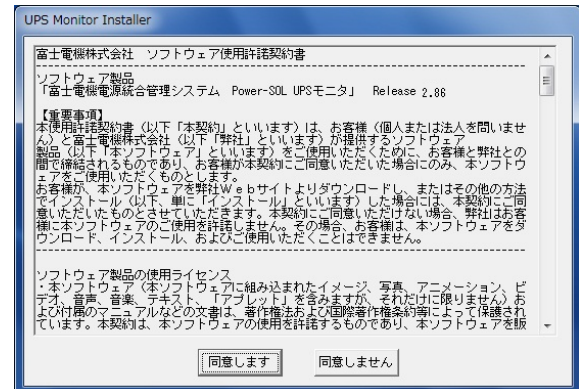 UPS Monitor Installer
富士電機株式会社　ソフトウェア使用許諾契約書
ソフトウェア製品
「富士電機電源統合管理システム　Power-SOL UPSモニタ」　Release 2.86
【重要事項】
本使用許諾契約書（以下「本契約」といいます）は、お客様（個人または法人を問いませ
ん）と富士電機株式会社（以下「弊社」といいます）が提供するソフトウェア
製品（以下「本ソフトウェア」といいます）をご使用いただくために、お客様と弊社との
間で締結されるものであり、お客様が本契約にご同意いただいた場合にのみ、本ソフトウ
ェアをご使用いただくものとします。
お客様が、本ソフトウェアを弊社Ｗｅｂサイトよりダウンロードし、またはその他の方法
でインストール（以下、単に「インストール」といいます）した場合には、本契約にご同
意いただいたものとさせていただきます。本契約にご同意いただけない場合、弊社はお客
様に本ソフトウェアのご使用を許諾しません。その場合、お客様は、本ソフトウェアをダ
ウンロード、インストール、およびご使用いただくことはできません。
ソフトウェア製品の使用ライセンス
・本ソフトウェア（本ソフトウェアに組み込まれたイメージ、写真、アニメーション、ビ
デオ、音声、音楽、テキスト、「アプレット」を含みますが、それだけに限りません）お
よび付属のマニュアルなどの文書は、著作権法および国際著作権条約等によって保護され
ています。本契約は、本ソフトウェアの使用を許諾するものであり、本ソフトウェアを販
同意します
同意しません